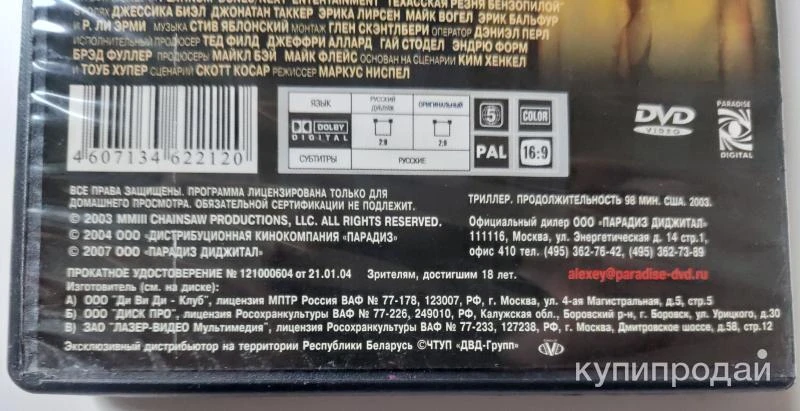 ENTERTAINMENT "ТЕХАССКАЯ РЕЗНЯ БЕНЗОПИЛОЙ"
ДЖЕССИКА БИЭЛ ДЖОНАТАН ТАККЕР ЭРИКА ЛИРСЕН МАЙК ВОГЕЛ ЭРИК БАЛЬФУР
И Р. ЛИ ЭРМИ МУЗЫКА СТИВ ЯБЛОНСКИЙ МОНТАЖ ГЛЕН СКЭНТЛБЕРИ ОПЕРАТОР ДЭНИЭЛ ПЕРЛ
ИСПОЛНИТЕЛЬНЫЙ ПРОДЮСЕР ТЕД ФИЛД ДЖЕФФРИ АЛЛАРД ГАЙ СТОДЕЛ ЭНДРЮ ФОРМ
БРЭД ФУЛЛЕР ПРОДЮСЕРЫ МАЙКЛ БЭЙ МАЙК ФЛЕЙС ОСНОВАН НА СЦЕНАРИИ КИМ ХЕНКЕЛ
И ТОУБ ХУПЕР СЦЕНАРИЙ СКОТТ КОСАР РЕЖИССЕР МАРКУС НИСПЕЛ
4 607134 622120
ЯЗЫК РУССКИЙ ДУБЛЯЖ ОРИГИНАЛЬНЫЙ
DOLBY DIGITAL 2:0 2:0
СУБТИТРЫ РУССКИЕ
5 COLOR
PAL 16:9
DVD VIDEO
PARADISE DIGITAL
ВСЕ ПРАВА ЗАЩИЩЕНЫ. ПРОГРАММА ЛИЦЕНЗИРОВАНА ТОЛЬКО ДЛЯ
ДОМАШНЕГО ПРОСМОТРА. ОБЯЗАТЕЛЬНОЙ СЕРТИФИКАЦИИ НЕ ПОДЛЕЖИТ.
© 2003 MMIII CHAINSAW PRODUCTIONS, LLC. ALL RIGHTS RESERVED.
© 2004 ООО «ДИСТРИБУЦИОННАЯ КИНОКОМПАНИЯ «ПАРАДИЗ»
© 2007 ООО «ПАРАДИЗ ДИДЖИТАЛ»
ТРИЛЛЕР. ПРОДОЛЖИТЕЛЬНОСТЬ 98 МИН. США. 2003.
Официальный дилер ООО «ПАРАДИЗ ДИДЖИТАЛ»
111116, Москва, ул. Энергетическая д. 14 стр.1,
офис 410 тел. (495) 362-76-42, (495) 362-73-89
alexey@paradise-dvd.ru
ПРОКАТНОЕ УДОСТОВЕРЕНИЕ № 121000604 от 21.01.04 Зрителям, достигшим 18 лет.
Изготовитель (см. на диске):
А) ООО "Ди Ви Ди - Клуб", лицензия МПТР России ВАФ № 77-178, 123007, РФ, г. Москва, ул. 4-ая Магистральная, д.5, стр.5
Б) ООО "ДИСК ПРО", лицензия Росохранкультуры ВАФ № 77-226, 249010, РФ, Калужская обл., Боровский р-н, г. Боровск, ул. Урицкого, д.30
В) ЗАО "ЛАЗЕР-ВИДЕО Мультимедия", лицензия Росохранкультуры ВАФ № 77-233, 127238, РФ, г. Москва, Дмитровское шоссе, д.58, стр.12
Эксклюзивный дистрибьютор на территории Республики Беларусь ©ЧТУП «ДВД-Групп»
купипродай